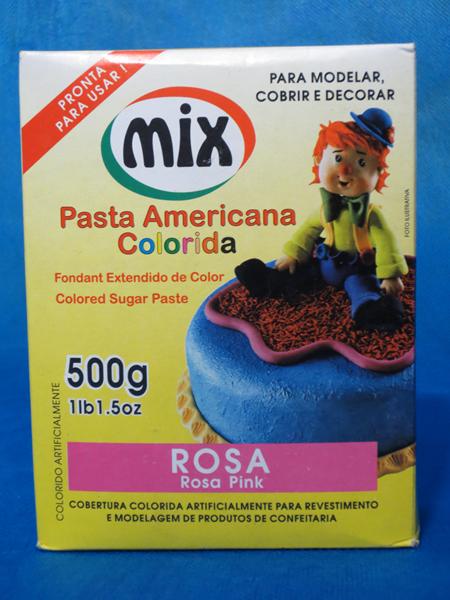 PRONTA
PARA USAR!
PARA MODELAR,
COBRIR E DECORAR
mix
Pasta Americana
Colorida
Fondant Extendido de Color
Colored Sugar Paste
FOTO ILUSTRATIVA
500g
1lb1.5oz
COLORIDO ARTIFICIALMENTE
ROSA
Rosa Pink
COBERTURA COLORIDA ARTIFICIALMENTE PARA REVESTIMENTO
E MODELAGEM DE PRODUTOS DE CONFEITARIA